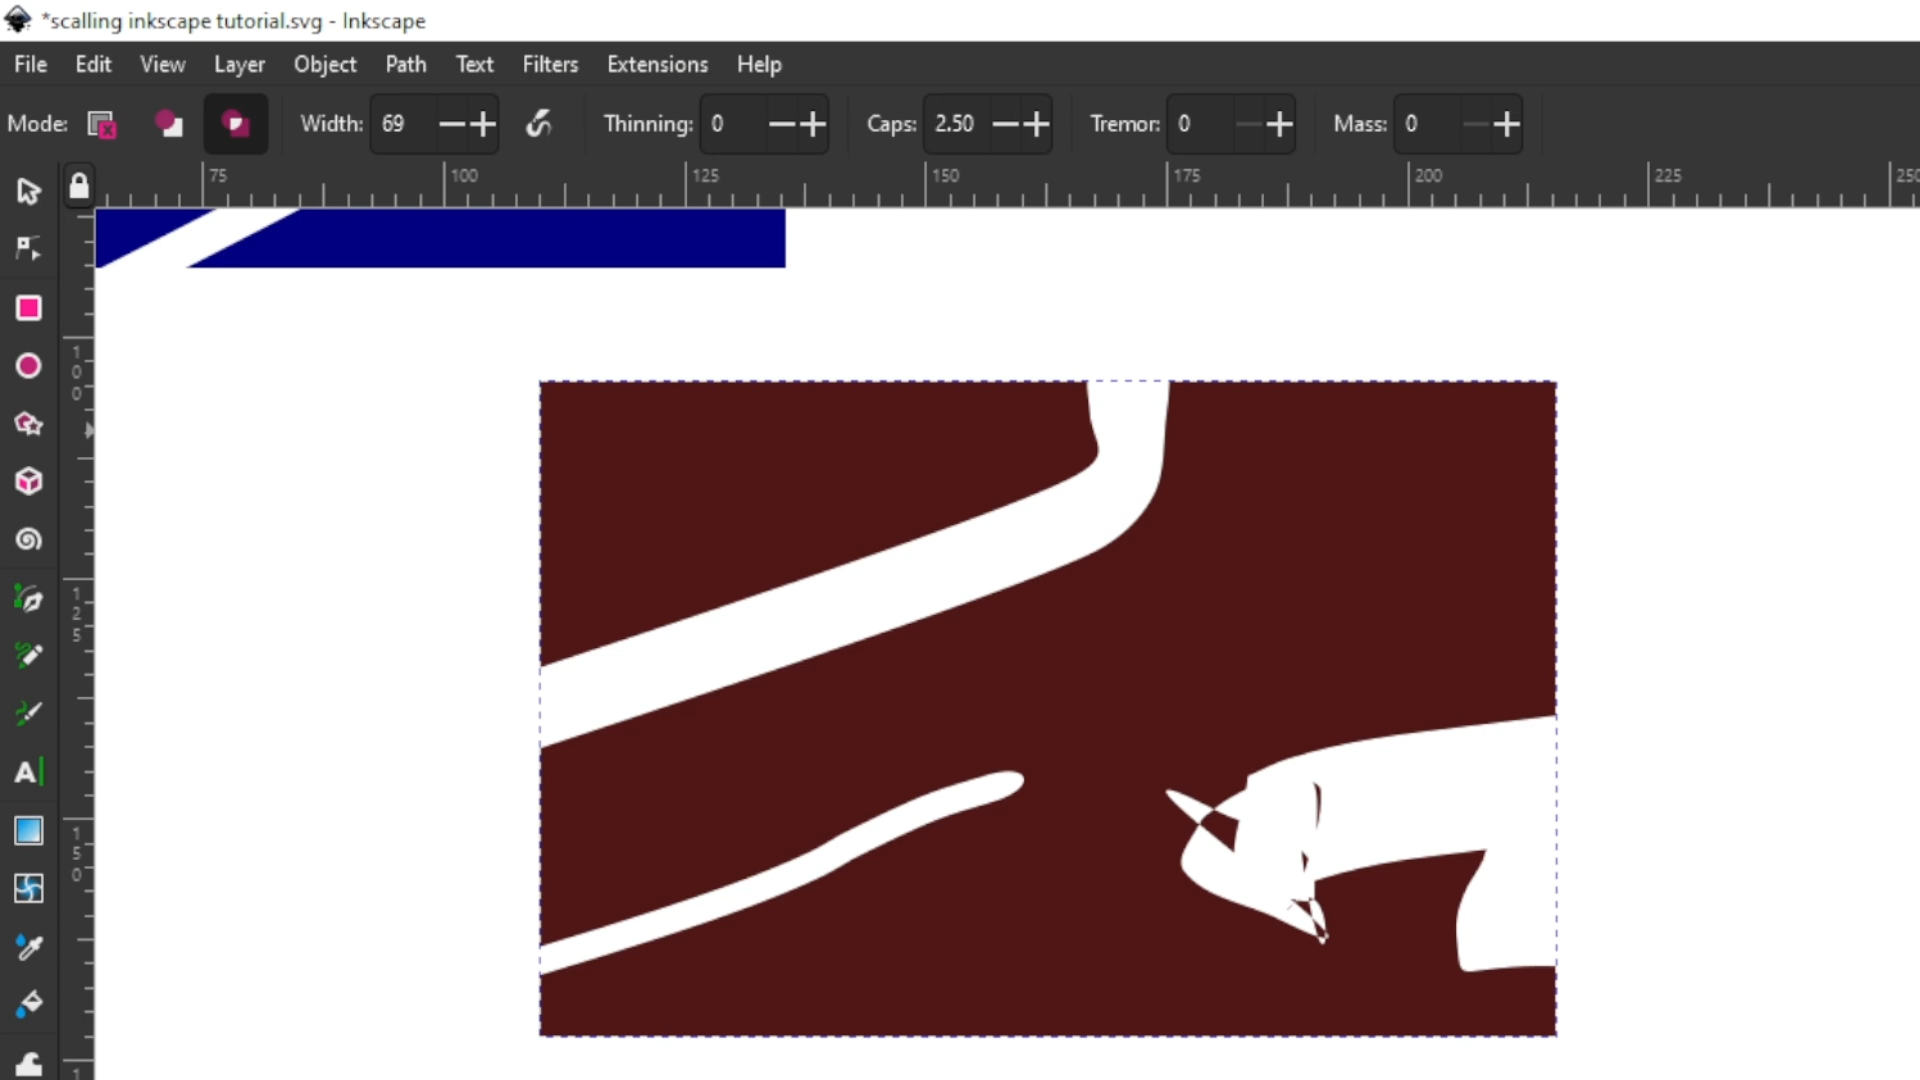 *scalling inkscape tutorial.svg - Inkscape
File Edit View Layer Object Path Text Filters Extensions Help
Mode: Width: 69 Thinning: 0 Caps: 2.50 Tremor: 0 Mass: 0
75 100 125 150 175 200 225 250
100
125
150
1
A